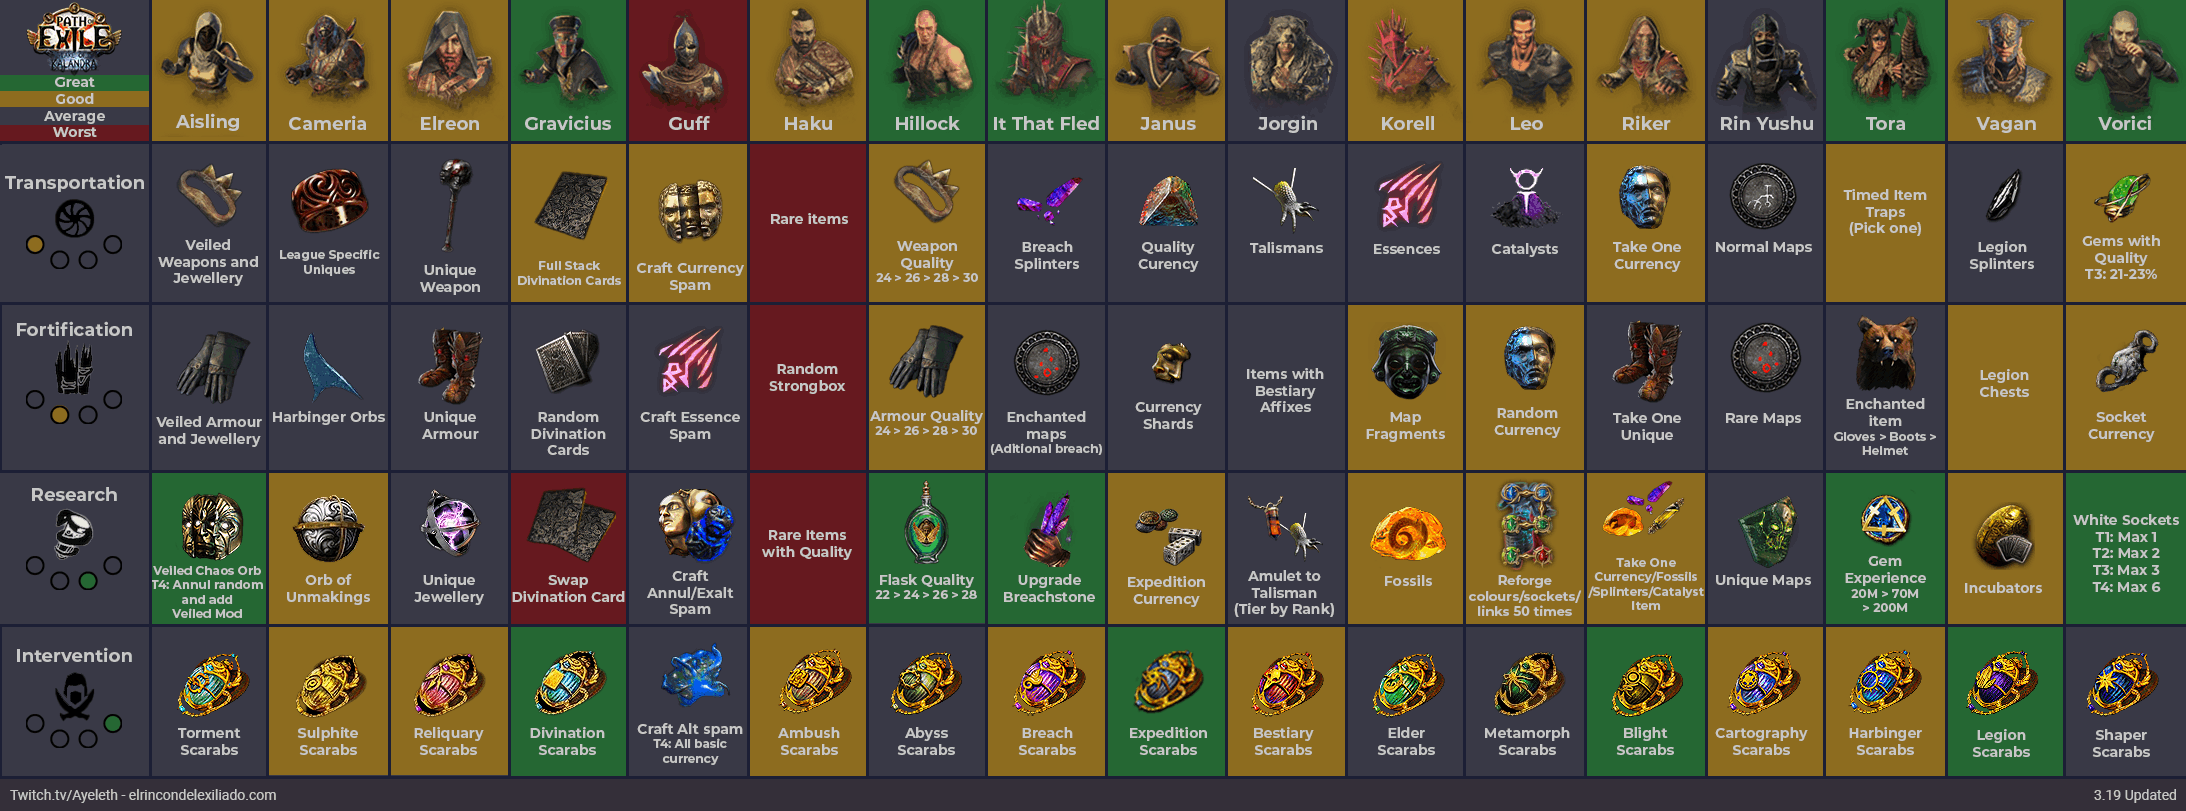 PATH OF
EXILE
KALANDRA
Great
Good
Average
Worst
Aisling
Cameria
Elreon
Gravicius
Guff
Haku
Hillock
It That Fled
Janus
Jorgin
Korell
Leo
Riker
Rin Yushu
Tora
Vagan
Vorici
Transportation
Veiled
Weapons and
Jewellery
League Specific
Uniques
Unique
Weapon
Full Stack
Divination Cards
Craft Currency
Spam
Rare items
Weapon
Quality
24 > 26 > 28 > 30
Breach
Splinters
Quality
Curency
Talismans
Essences
Catalysts
Take One
Currency
Normal Maps
Timed Item
Traps
(Pick one)
Legion
Splinters
Gems with
Quality
T3: 21-23%
Fortification
Veiled Armour
and Jewellery
Harbinger Orbs
Unique
Armour
Random
Divination
Cards
Craft Essence
Spam
Random
Strongbox
Armour Quality
24 > 26 > 28 > 30
Enchanted
maps
(Aditional breach)
Currency
Shards
Items with
Bestiary
Affixes
Map
Fragments
Random
Currency
Take One
Unique
Rare Maps
Enchanted
item
Gloves > Boots >
Helmet
Legion
Chests
Socket
Currency
Research
Veiled Chaos Orb
T4: Annul random
and add
Veiled Mod
Orb of
Unmakings
Unique
Jewellery
Swap
Divination Card
Craft
Annul/Exalt
Spam
Rare Items
with Quality
Flask Quality
22 > 24 > 26 > 28
Upgrade
Breachstone
Expedition
Currency
Amulet to
Talisman
(Tier by Rank)
Fossils
Reforge
colours/sockets/
links 50 times
Take One
Currency/Fossils
/Splinters/Catalyst
Item
Unique Maps
Gem
Experience
20M > 70M
> 200M
Incubators
White Sockets
T1: Max 1
T2: Max 2
T3: Max 3
T4: Max 6
Intervention
Torment
Scarabs
Sulphite
Scarabs
Reliquary
Scarabs
Divination
Scarabs
Craft Alt spam
T4: All basic
currency
Ambush
Scarabs
Abyss
Scarabs
Breach
Scarabs
Expedition
Scarabs
Bestiary
Scarabs
Elder
Scarabs
Metamorph
Scarabs
Blight
Scarabs
Cartography
Scarabs
Harbinger
Scarabs
Legion
Scarabs
Shaper
Scarabs
Twitch.tv/Ayeleth - elrincondelexiliado.com
3.19 Updated